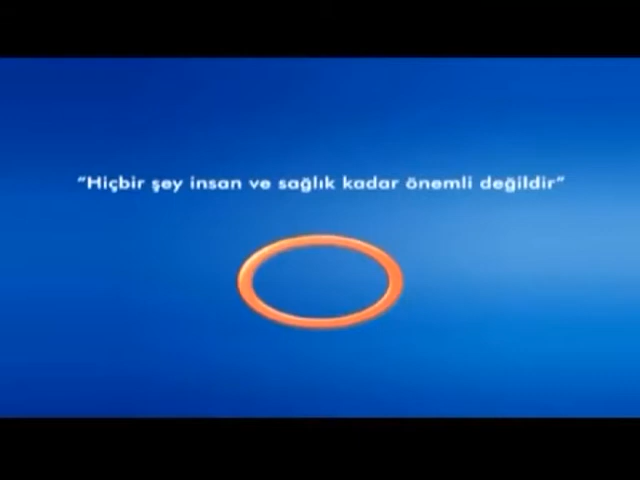 “Hiçbir şey insan ve sağlık kadar önemli değildir”